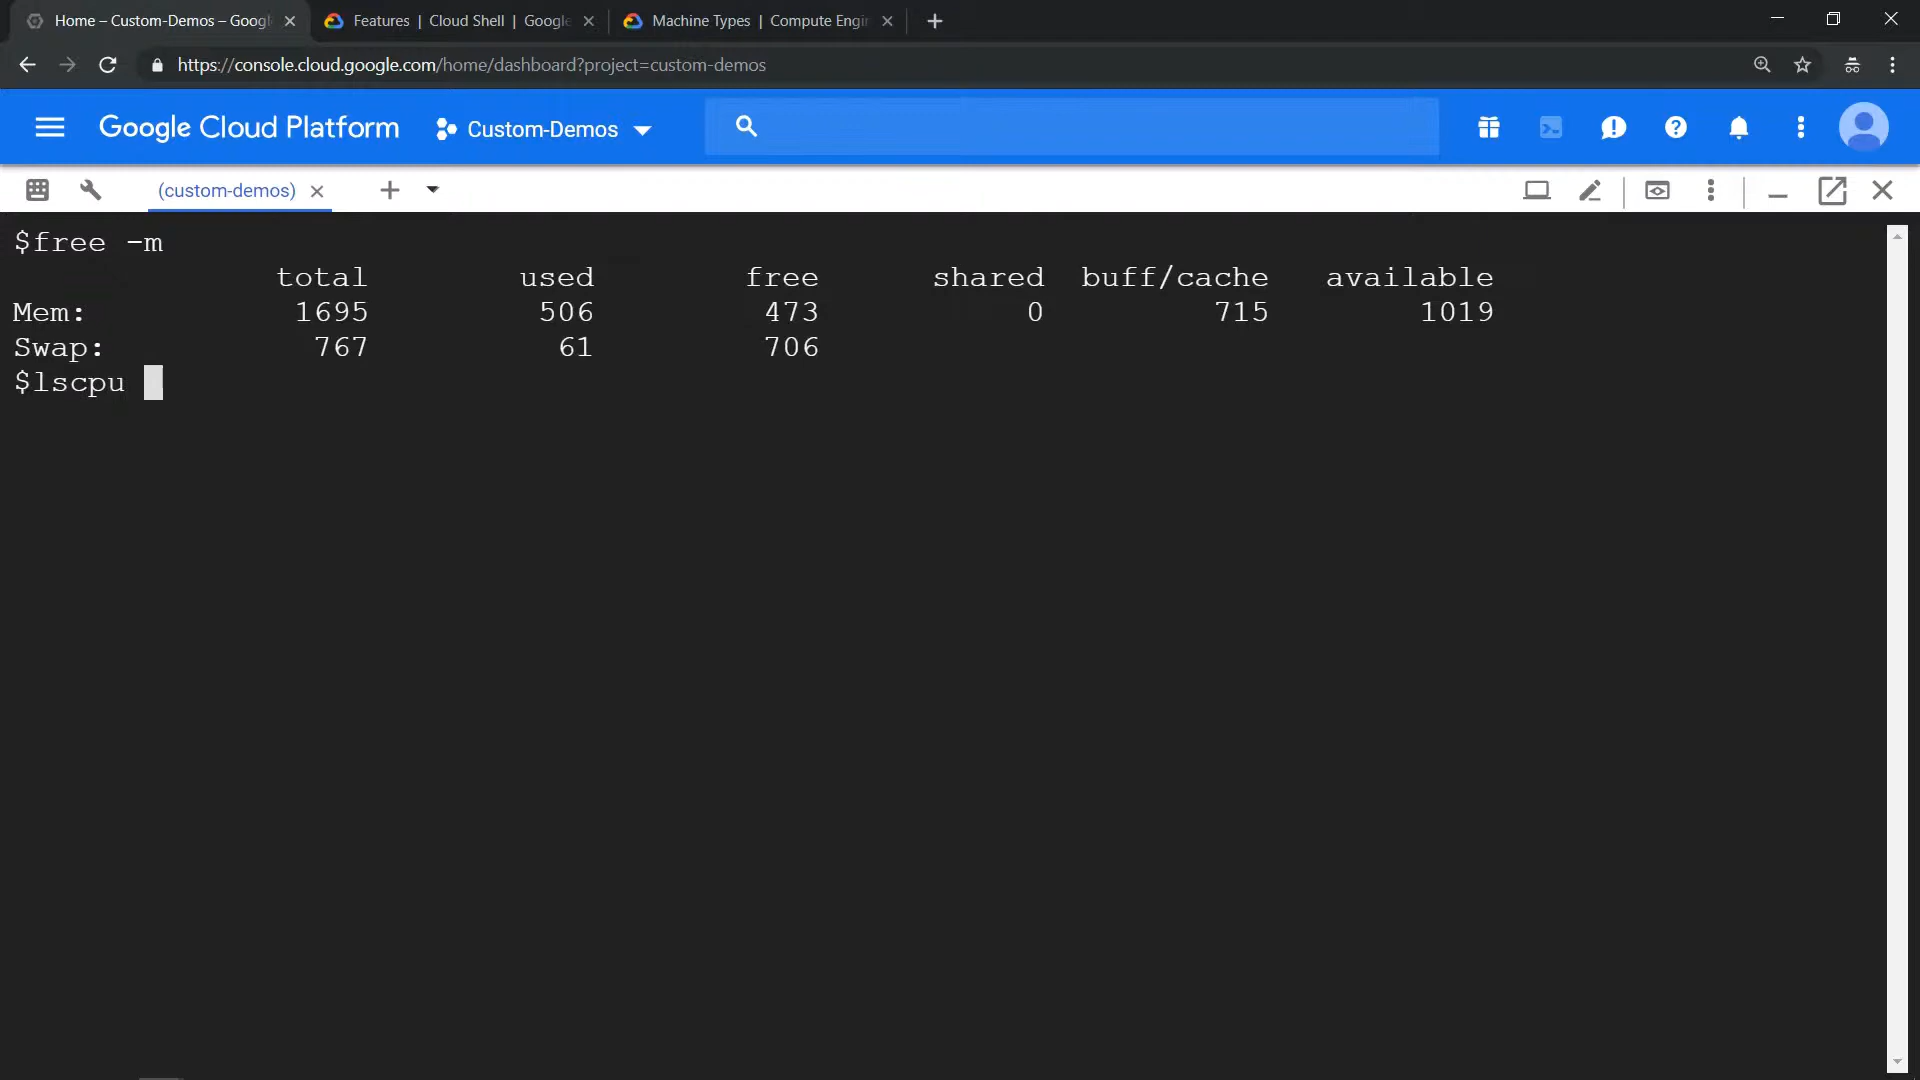 Home – Custom-Demos – Googl
Features | Cloud Shell | Google
Machine Types | Compute Engin
https://console.cloud.google.com/home/dashboard?project=custom-demos
Google Cloud Platform
Custom-Demos
(custom-demos)
$free -m
total used free shared buff/cache available
Mem: 1695 506 473 0 715 1019
Swap: 767 61 706
$lscpu